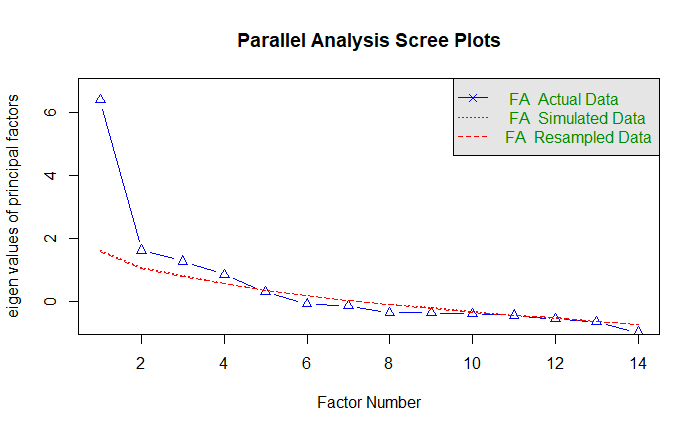 Parallel Analysis Scree Plots
eigen values of principal factors
6
4
2
0
FA Actual Data
FA Simulated Data
FA Resampled Data
2 4 6 8 10 12 14
Factor Number